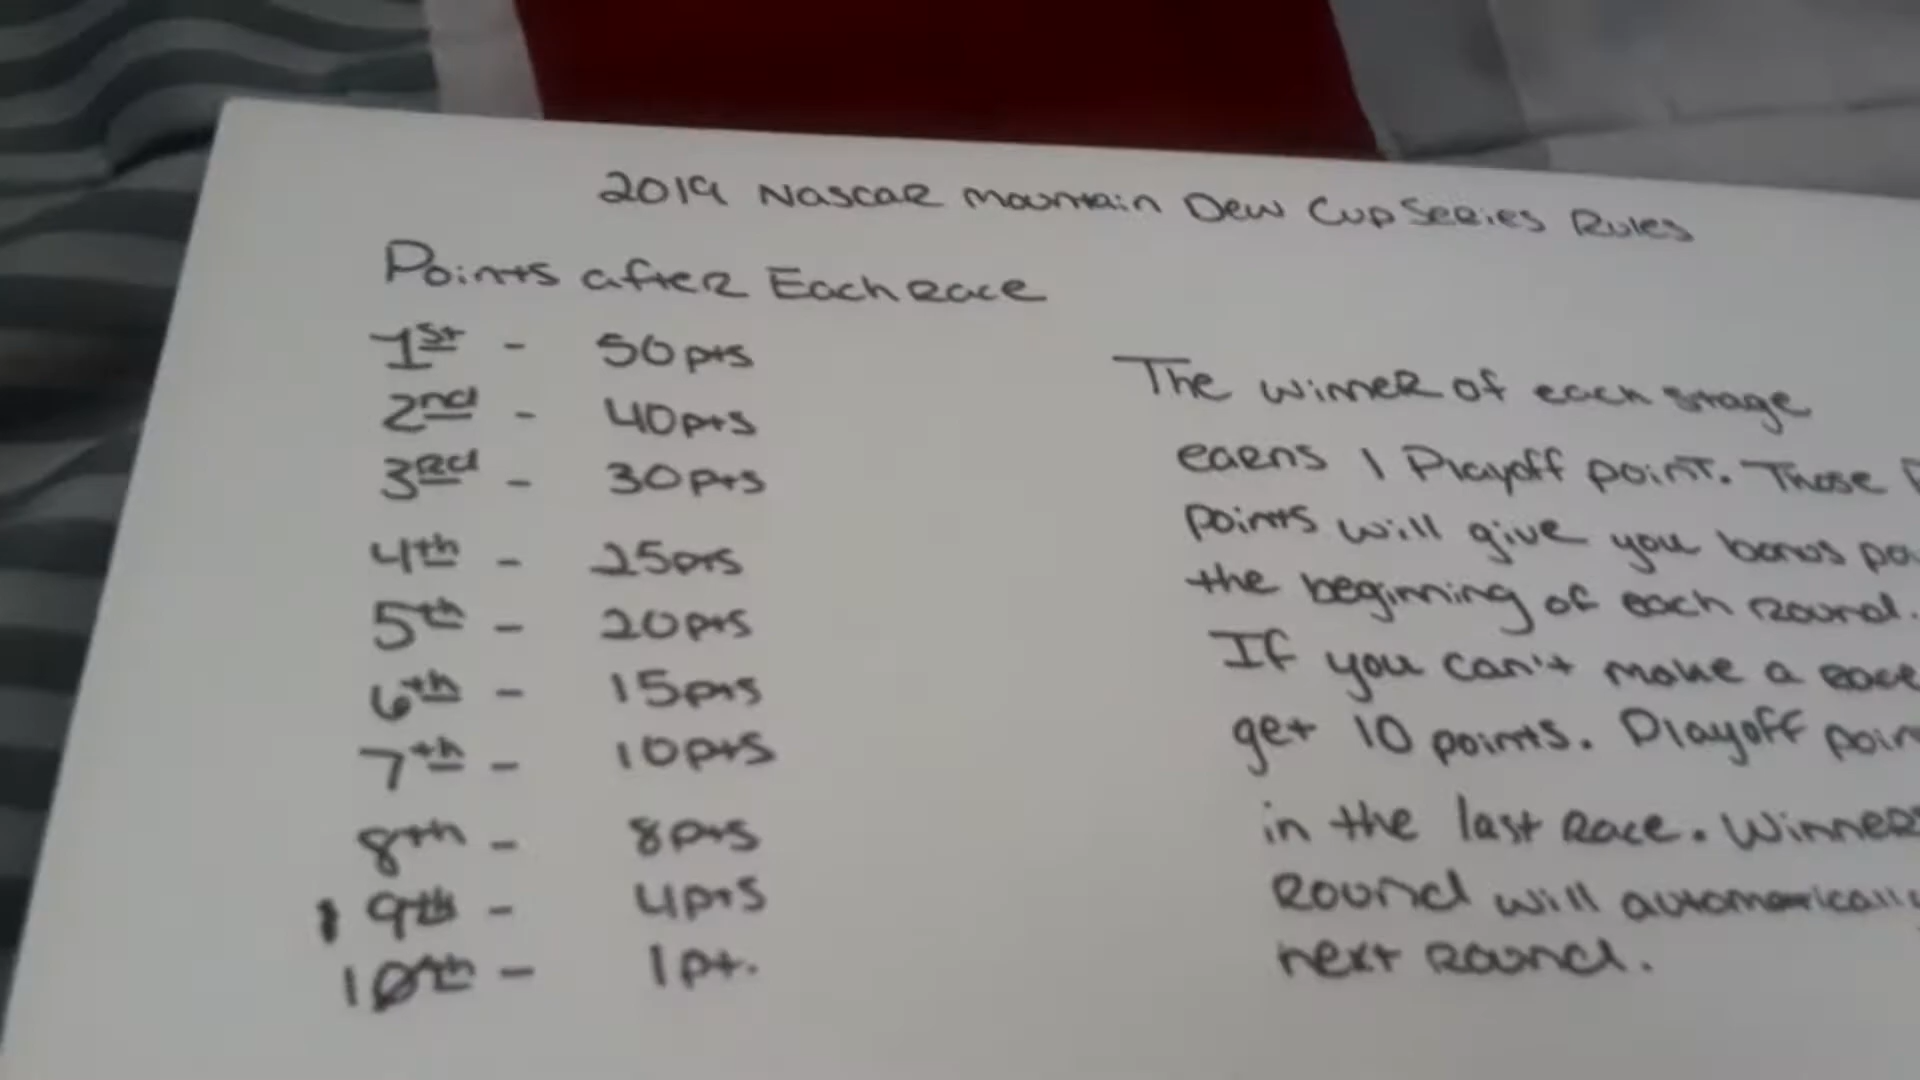 2019 Nascar Mountain Dew Cup Series Rules
Points after Each Race
1st - 50pts
2nd - 40pts
3rd - 30pts
4th - 25pts
5th - 20pts
6th - 15pts
7th - 10pts
8th - 8pts
9th - 4pts
10th - 1pt.
The winner of each stage
earns 1 Playoff point. Those
points will give you bonus
the beginning of each round.
If you can't make a race
get 10 points. Playoff
in the last Race. Winners
Round will automatically
next Round.